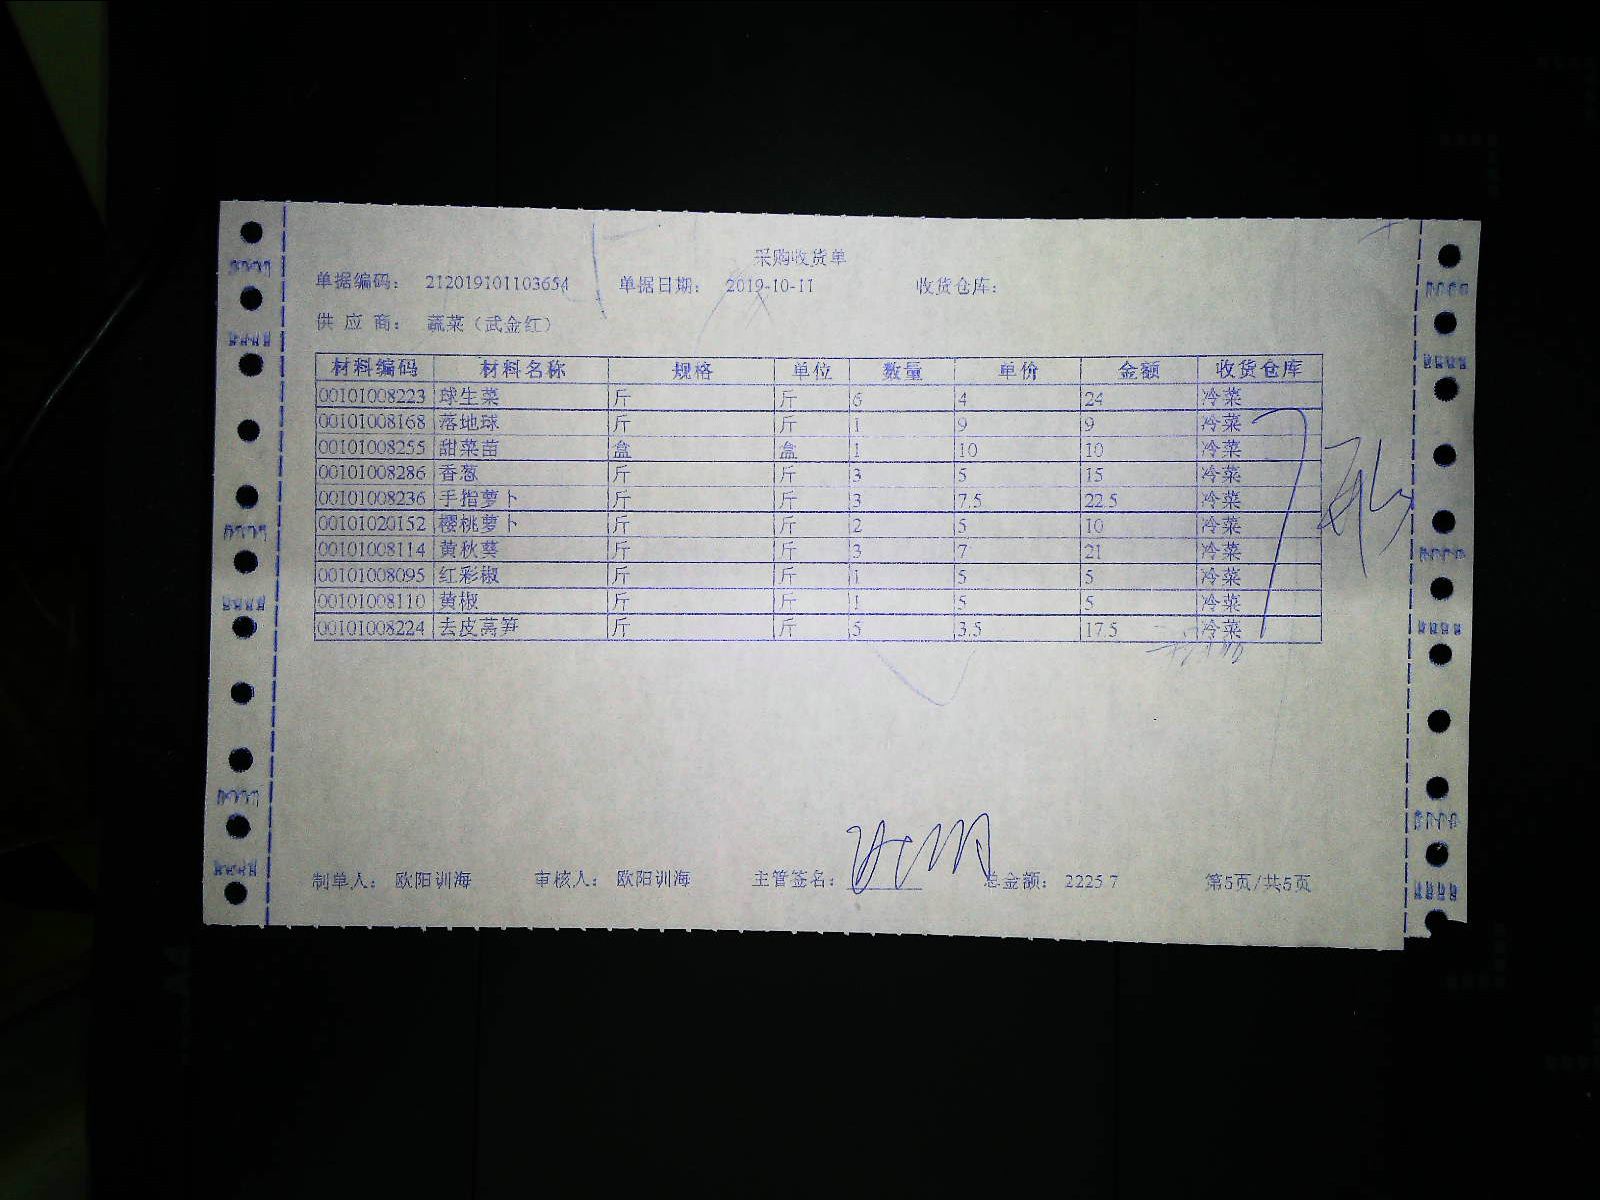 采购收货单
单据编码： 212019101103654 单据日期： 2019-10-11 收货仓库：
供 应 商： 蔬菜（武金红）
材料编码 材料名称 规格 单位 数量 单价 金额 收货仓库
00101008223 球生菜 斤 斤 6 4 24 冷菜
00101008168 落地球 斤 斤 1 9 9 冷菜
00101008255 甜菜苗 盒 盒 1 10 10 冷菜
00101008286 香葱 斤 斤 3 5 15 冷菜
00101008236 手指萝卜 斤 斤 3 7.5 22.5 冷菜
00101020152 樱桃萝卜 斤 斤 2 5 10 冷菜
00101008114 黄秋葵 斤 斤 3 7 21 冷菜
00101008095 红彩椒 斤 斤 1 5 5 冷菜
00101008110 黄椒 斤 斤 1 5 5 冷菜
00101008224 去皮莴笋 斤 斤 5 3.5 17.5 冷菜
制单人： 欧阳训海 审核人： 欧阳训海 主管签名： 总金额： 2225.7 第5页/共5页